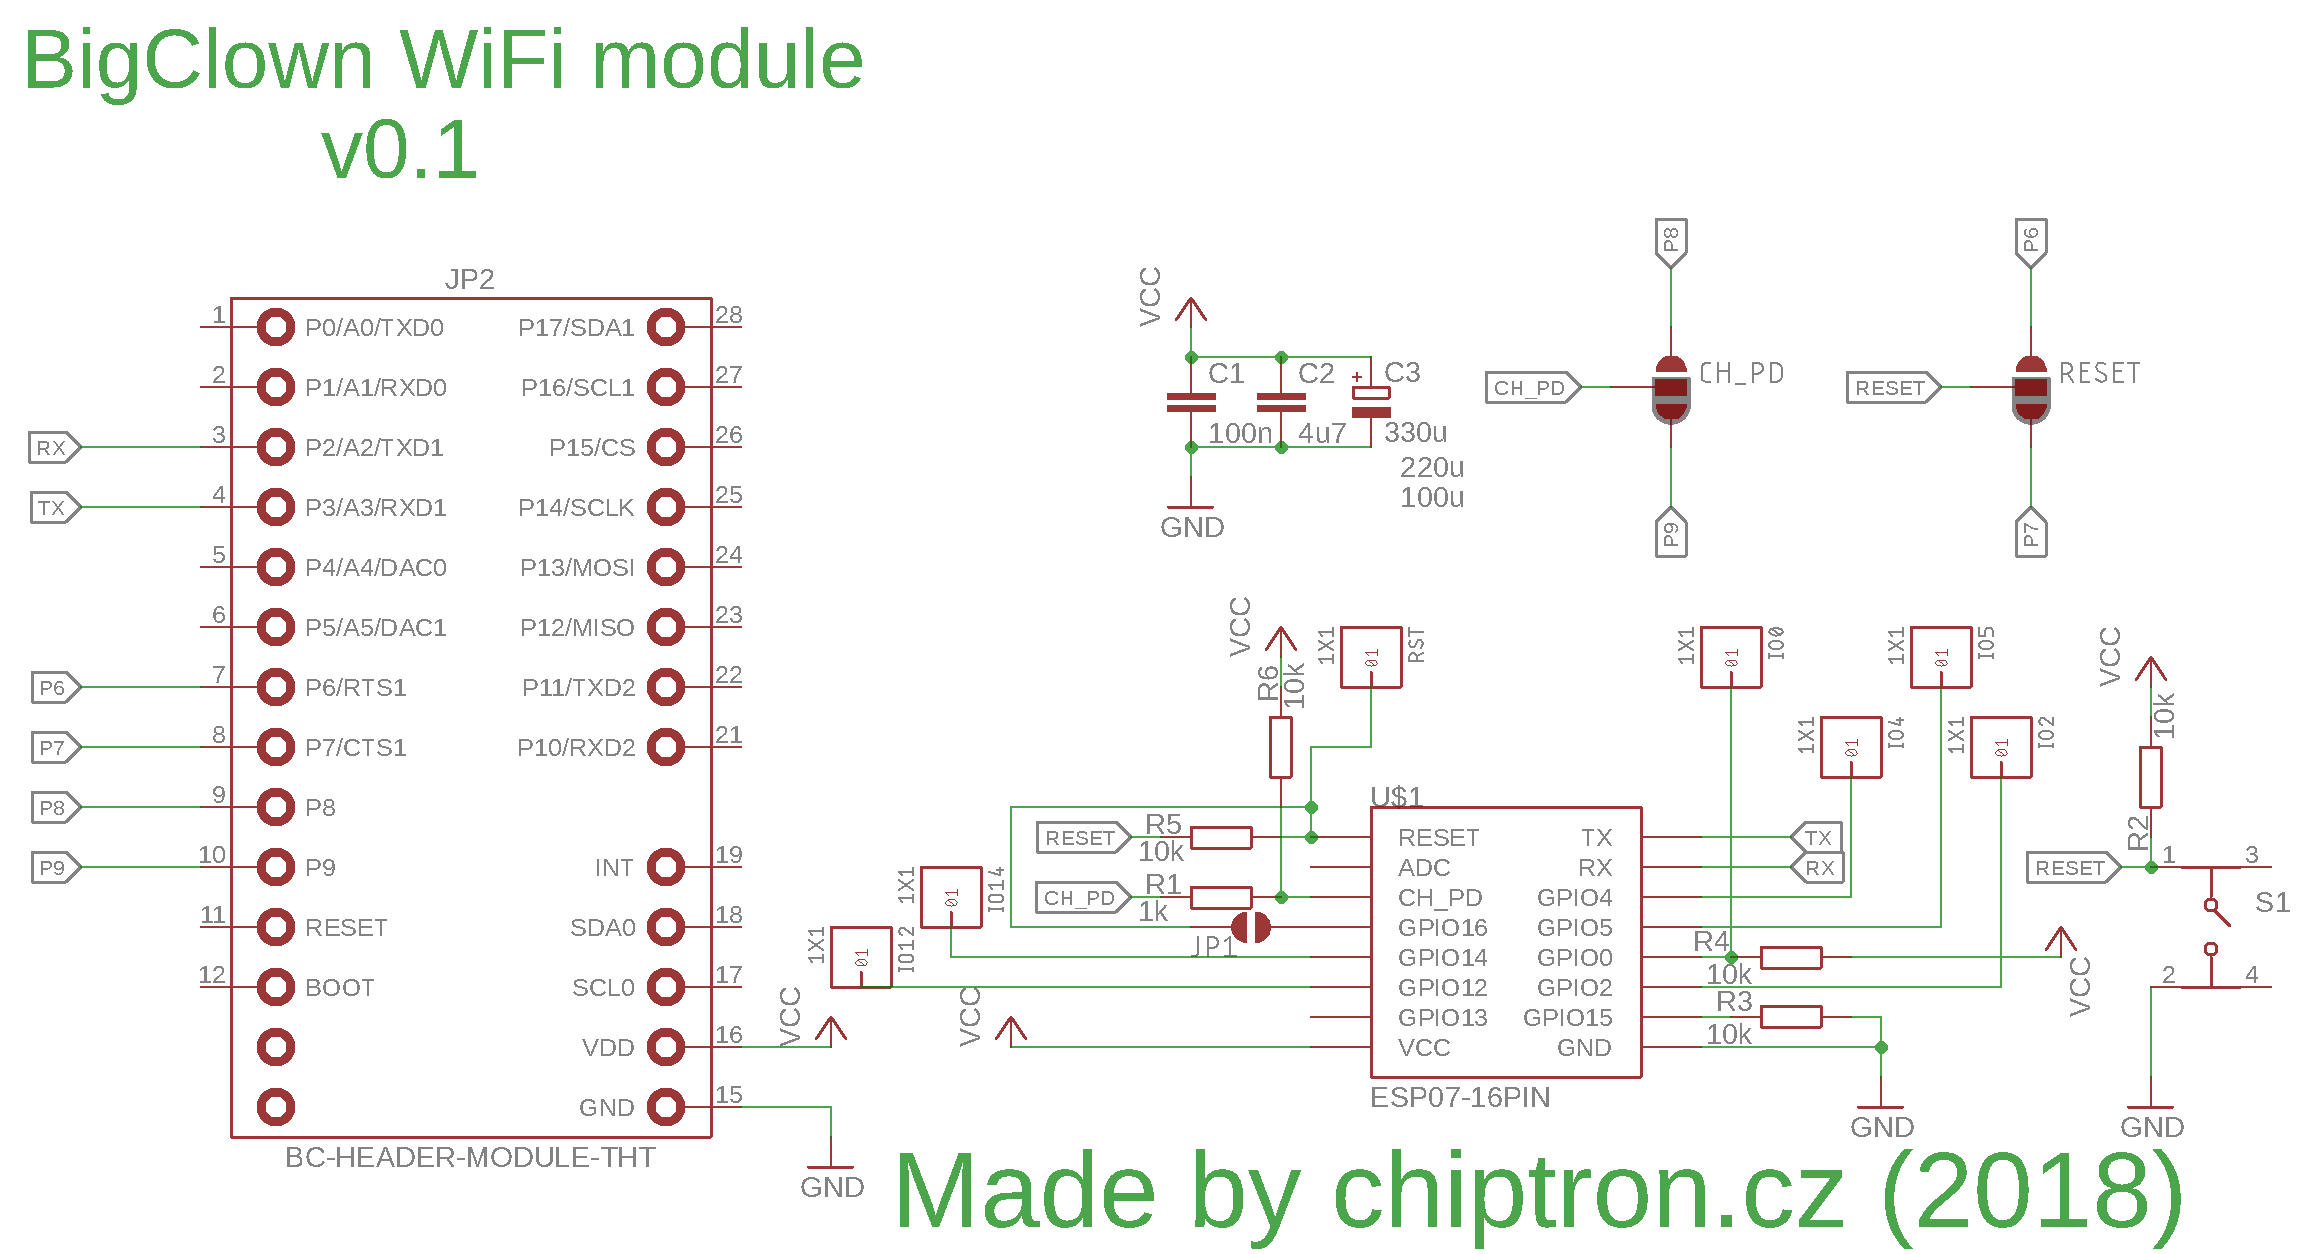 BigClown WiFi module
v0.1
JP2
1 P0/A0/TXD0 P17/SDA1 28
2 P1/A1/RXD0 P16/SCL1 27
RX 3 P2/A2/TXD1 P15/CS 26
TX 4 P3/A3/RXD1 P14/SCLK 25
5 P4/A4/DAC0 P13/MOSI 24
6 P5/A5/DAC1 P12/MISO 23
P6 7 P6/RTS1 P11/TXD2 22
P7 8 P7/CTS1 P10/RXD2 21
P8 9 P8
P9 10 P9 INT 19
11 RESET SDA0 18
12 BOOT SCL0 17
VDD 16 VCC
GND 15
GND
BC-HEADER-MODULE-THT
VCC
C1 C2 + C3
100n 4u7 330u
220u
100u
GND
P8
CH_PD CH_PD
P9
P6
RESET RESET
P7
VCC
R6 10k
1X1 01 RST
1X1 01 IO0
1X1 01 IO5
1X1 01 IO4
1X1 01 IO2
1X1 01 IO14
1X1 01 IO12
U$1
RESET R5 10k RESET TX TX
ADC RX RX
CH_PD R1 1k CH_PD GPIO4
JP1 GPIO16 GPIO5
GPIO14 GPIO0 R4 10k VCC
GPIO12 GPIO2
GPIO13 GPIO15 R3 10k
VCC VCC GND
GND
ESP07-16PIN
VCC
10k
R2
RESET 1 3
S1
2 4
GND
Made by chiptron.cz (2018)